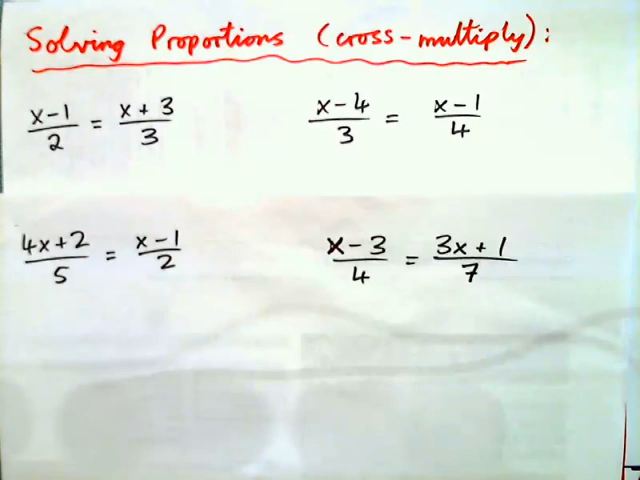 Solving Proportions (cross-multiply):
x-1/2 = x+3/3
x-4/3 = x-1/4
4x+2/5 = x-1/2
x-3/4 = 3x+1/7